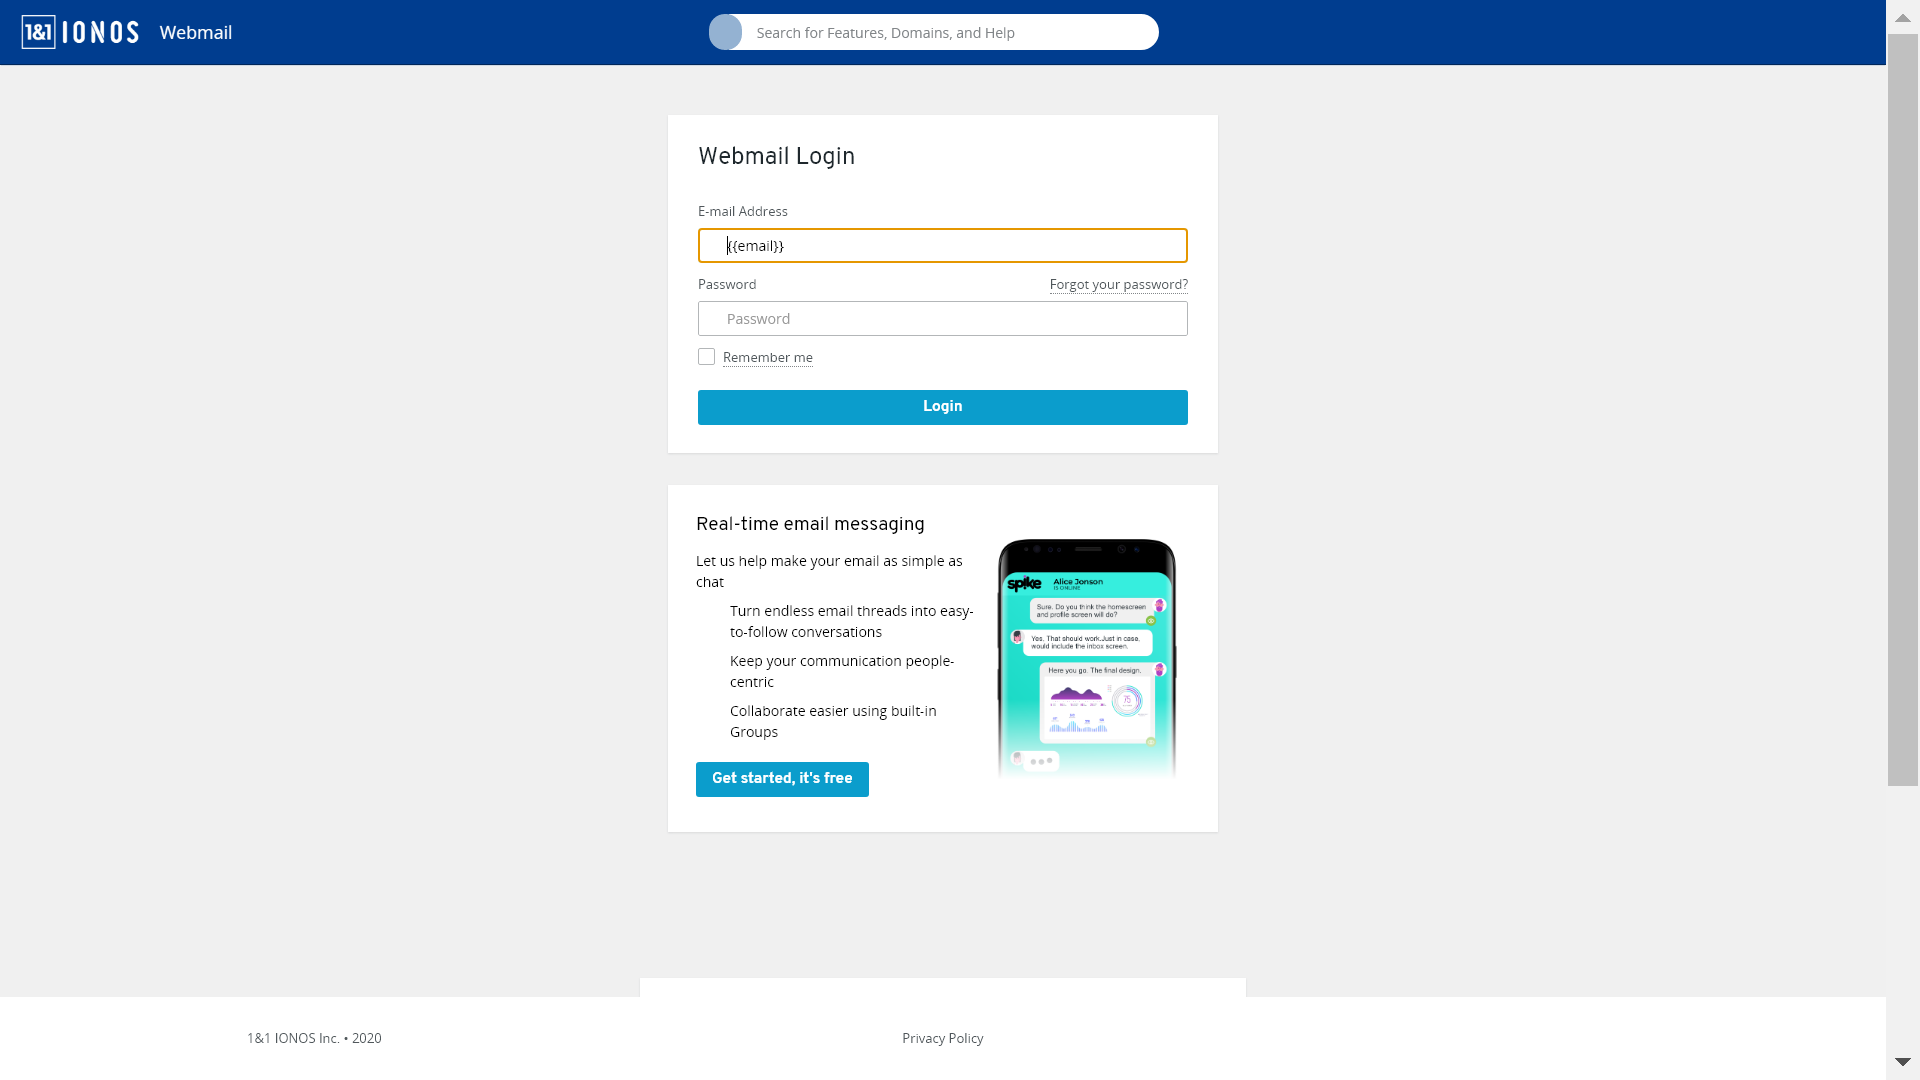 1&1 IONOS Webmail Search for Features, Domains, and Help
Webmail Login
E-mail Address
{{email}}
Password Forgot your password?
Password
Remember me
Login
Real-time email messaging
Let us help make your email as simple as
chat
Turn endless email threads into easy-
to-follow conversations
Keep your communication people-
centric
Collaborate easier using built-in
Groups
Get started, it's free
spike Alice Jonson
IS ONLINE
Sure. Do you think the homescreen
and profile screen will do?
Yes. That should work.Just in case,
would include the inbox screen.
Here you go. The final design.
75
1&1 IONOS Inc. • 2020 Privacy Policy